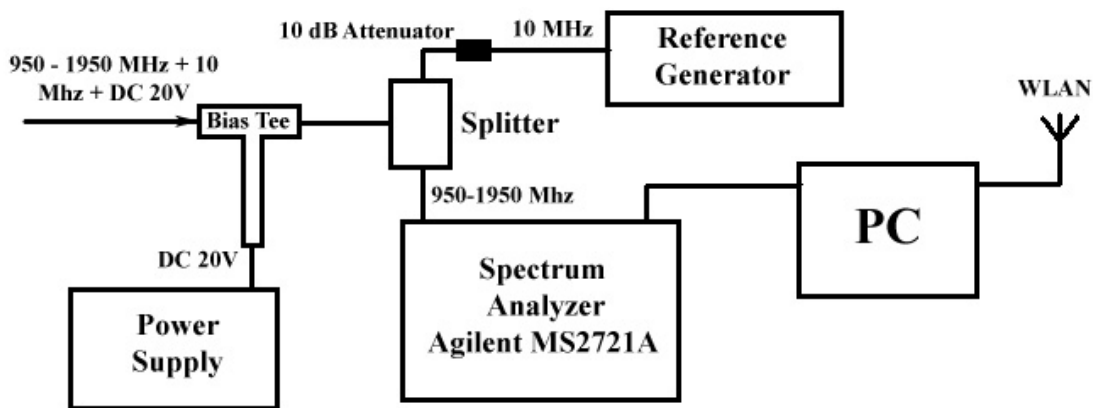 10 dB Attenuator
10 MHz
Reference
Generator
950 - 1950 MHz + 10
Mhz + DC 20V
Bias Tee
Splitter
WLAN
950-1950 Mhz
PC
DC 20V
Spectrum
Analyzer
Agilent MS2721A
Power
Supply